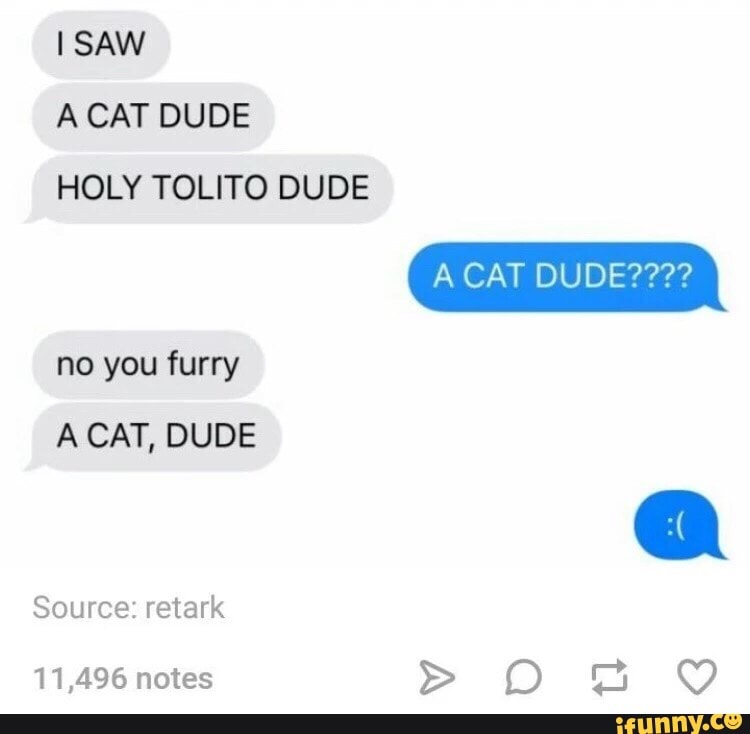 I SAW
A CAT DUDE
HOLY TOLITO DUDE
A CAT DUDE????
no you furry
A CAT, DUDE
:(
Source: retark
11,496 notes
ifunny.co